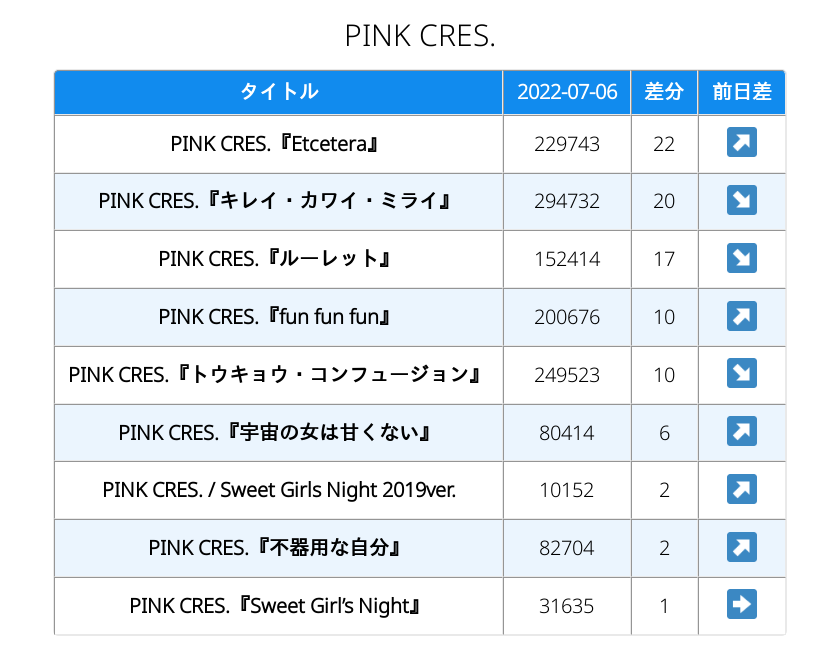 PINK CRES.
タイトル 2022-07-06 差分 前日差
PINK CRES.『Etcetera』 229743 22 ↗
PINK CRES.『キレイ・カワイ・ミライ』 294732 20 ↘
PINK CRES.『ルーレット』 152414 17 ↘
PINK CRES.『fun fun fun』 200676 10 ↗
PINK CRES.『トウキョウ・コンフュージョン』 249523 10 ↘
PINK CRES.『宇宙の女は甘くない』 80414 6 ↗
PINK CRES. / Sweet Girls Night 2019ver. 10152 2 ↗
PINK CRES.『不器用な自分』 82704 2 ↗
PINK CRES.『Sweet Girl’s Night』 31635 1 →